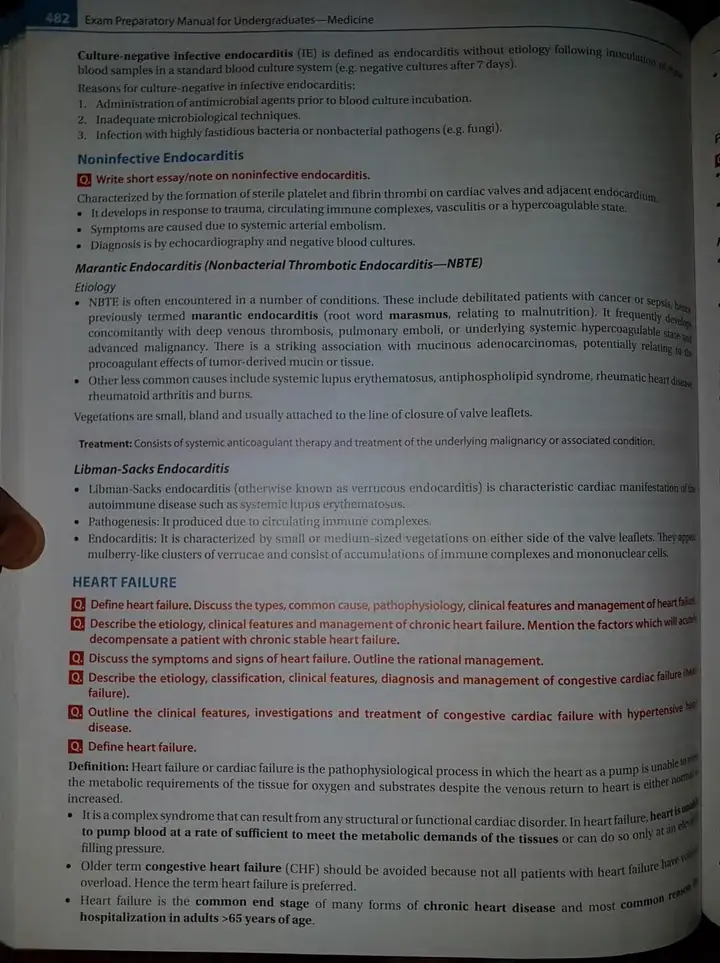 482 Exam Preparatory Manual for Undergraduates—Medicine
Culture-negative infective endocarditis (IE) is defined as endocarditis without etiology following inoculation of
blood samples in a standard blood culture system (e.g. negative cultures after 7 days).
Reasons for culture-negative in infective endocarditis:
1. Administration of antimicrobial agents prior to blood culture incubation.
2. Inadequate microbiological techniques.
3. Infection with highly fastidious bacteria or nonbacterial pathogens (e.g. fungi).
Noninfective Endocarditis
Q. Write short essay/note on noninfective endocarditis.
Characterized by the formation of sterile platelet and fibrin thrombi on cardiac valves and adjacent endocardium.
• It develops in response to trauma, circulating immune complexes, vasculitis or a hypercoagulable state.
• Symptoms are caused due to systemic arterial embolism.
• Diagnosis is by echocardiography and negative blood cultures.
Marantic Endocarditis (Nonbacterial Thrombotic Endocarditis—NBTE)
Etiology
• NBTE is often encountered in a number of conditions. These include debilitated patients with cancer or sepsis, hence
previously termed marantic endocarditis (root word marasmus, relating to malnutrition). It frequently develops
concomitantly with deep venous thrombosis, pulmonary emboli, or underlying systemic hypercoagulable state and
advanced malignancy. There is a striking association with mucinous adenocarcinomas, potentially relating to the
procoagulant effects of tumor-derived mucin or tissue.
• Other less common causes include systemic lupus erythematosus, antiphospholipid syndrome, rheumatic heart disease,
rheumatoid arthritis and burns.
Vegetations are small, bland and usually attached to the line of closure of valve leaflets.
Treatment: Consists of systemic anticoagulant therapy and treatment of the underlying malignancy or associated condition.
Libman-Sacks Endocarditis
• Libman-Sacks endocarditis (otherwise known as verrucous endocarditis) is characteristic cardiac manifestation of the
autoimmune disease such as systemic lupus erythematosus.
• Pathogenesis: It produced due to circulating immune complexes.
• Endocarditis: It is characterized by small or medium-sized vegetations on either side of the valve leaflets. They appear
mulberry-like clusters of verrucae and consist of accumulations of immune complexes and mononuclear cells.
HEART FAILURE
Q. Define heart failure. Discuss the types, common cause, pathophysiology, clinical features and management of heart failure.
Q. Describe the etiology, clinical features and management of chronic heart failure. Mention the factors which will acutely
decompensate a patient with chronic stable heart failure.
Q. Discuss the symptoms and signs of heart failure. Outline the rational management.
Q. Describe the etiology, classification, clinical features, diagnosis and management of congestive cardiac failure (heart
failure).
Q. Outline the clinical features, investigations and treatment of congestive cardiac failure with hypertensive heart
disease.
Q. Define heart failure.
Definition: Heart failure or cardiac failure is the pathophysiological process in which the heart as a pump is unable to meet
the metabolic requirements of the tissue for oxygen and substrates despite the venous return to heart is either normal or
increased.
• It is a complex syndrome that can result from any structural or functional cardiac disorder. In heart failure, heart is unable
to pump blood at a rate of sufficient to meet the metabolic demands of the tissues or can do so only at an elevated
filling pressure.
• Older term congestive heart failure (CHF) should be avoided because not all patients with heart failure have volume
overload. Hence the term heart failure is preferred.
• Heart failure is the common end stage of many forms of chronic heart disease and most common reason
hospitalization in adults >65 years of age.